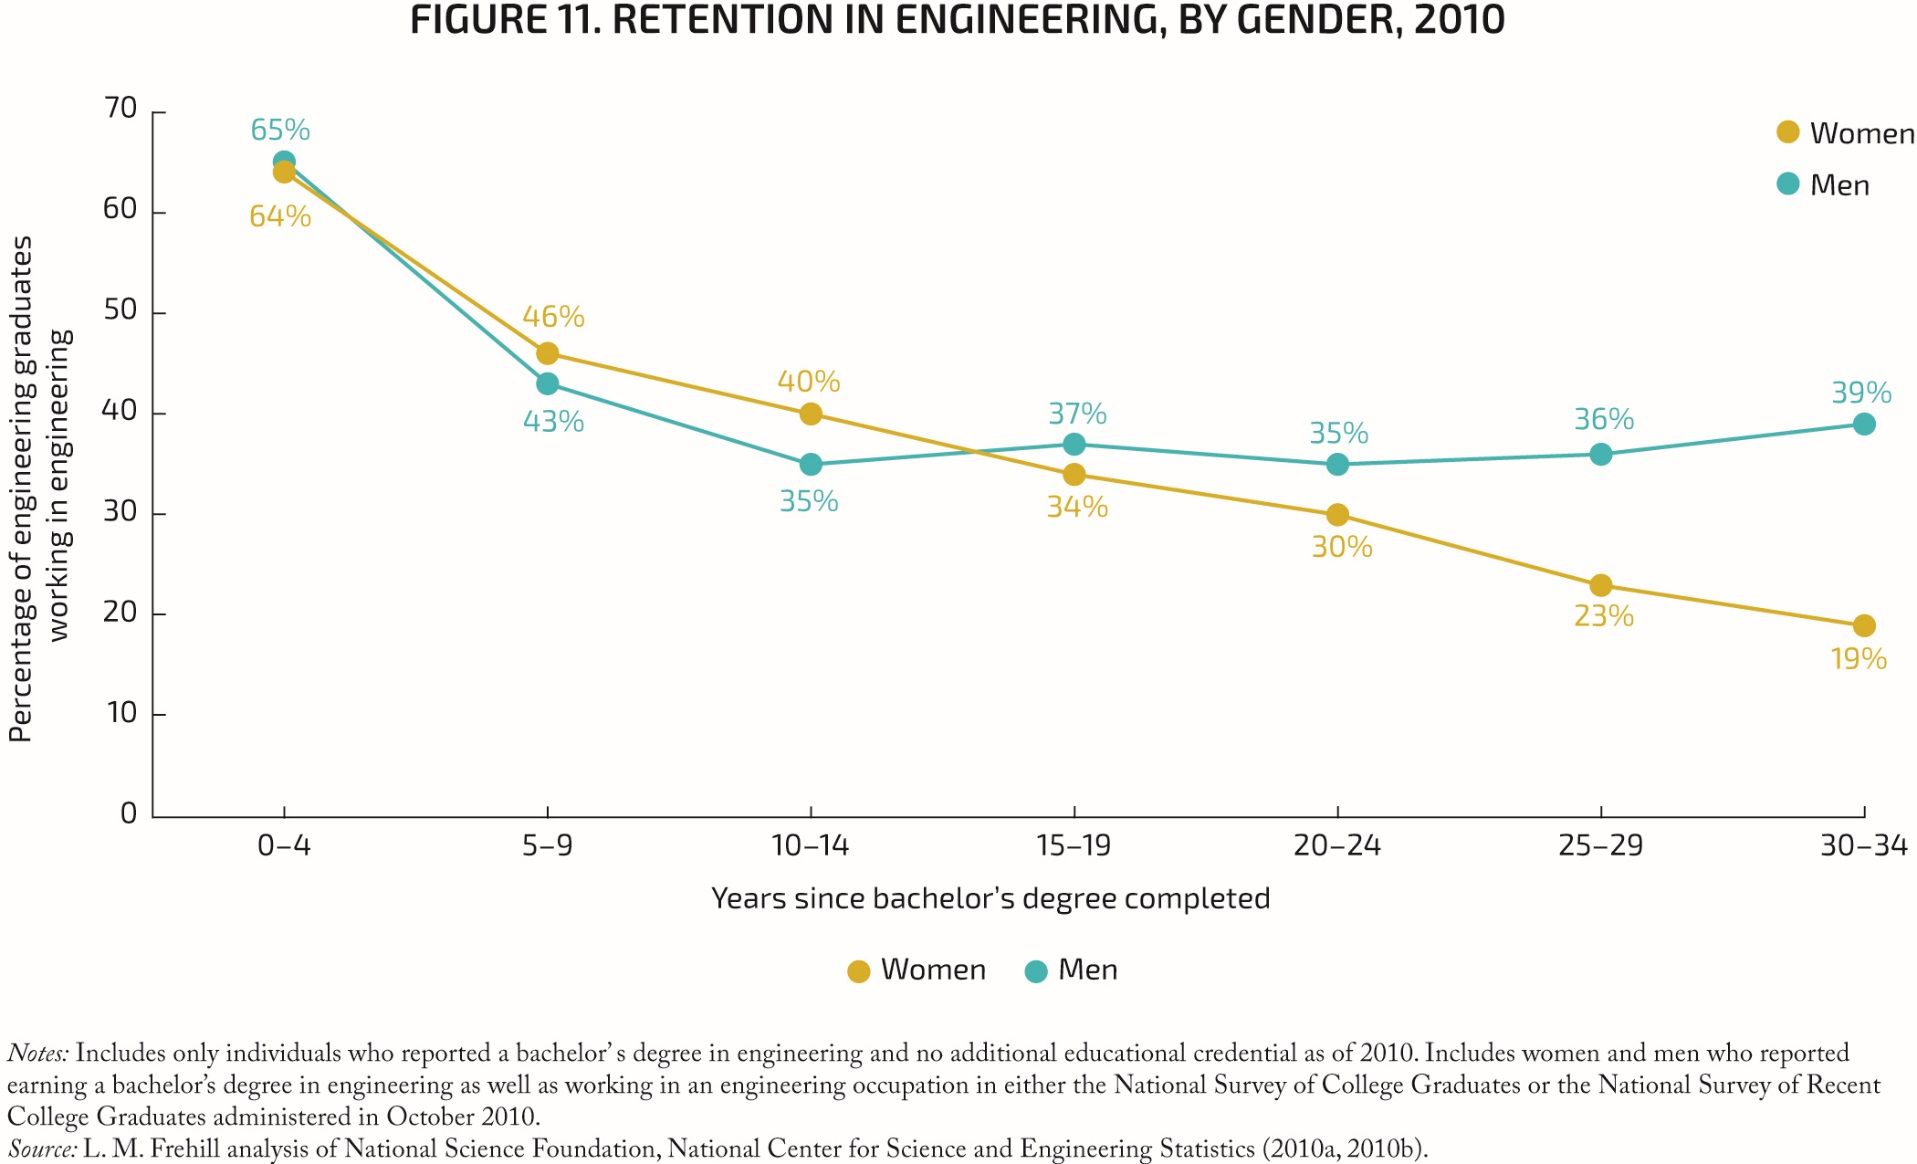 FIGURE 11. RETENTION IN ENGINEERING, BY GENDER, 2010
Percentage of engineering graduates
working in engineering
70
60
50
40
30
20
10
0
65%
64%
46%
43%
40%
35%
37%
34%
35%
30%
36%
23%
39%
19%
Women
Men
0–4
5–9
10–14
15–19
20–24
25–29
30–34
Years since bachelor’s degree completed
Women
Men
Notes: Includes only individuals who reported a bachelor’s degree in engineering and no additional educational credential as of 2010. Includes women and men who reported
earning a bachelor’s degree in engineering as well as working in an engineering occupation in either the National Survey of College Graduates or the National Survey of Recent
College Graduates administered in October 2010.
Source: L. M. Frehill analysis of National Science Foundation, National Center for Science and Engineering Statistics (2010a, 2010b).